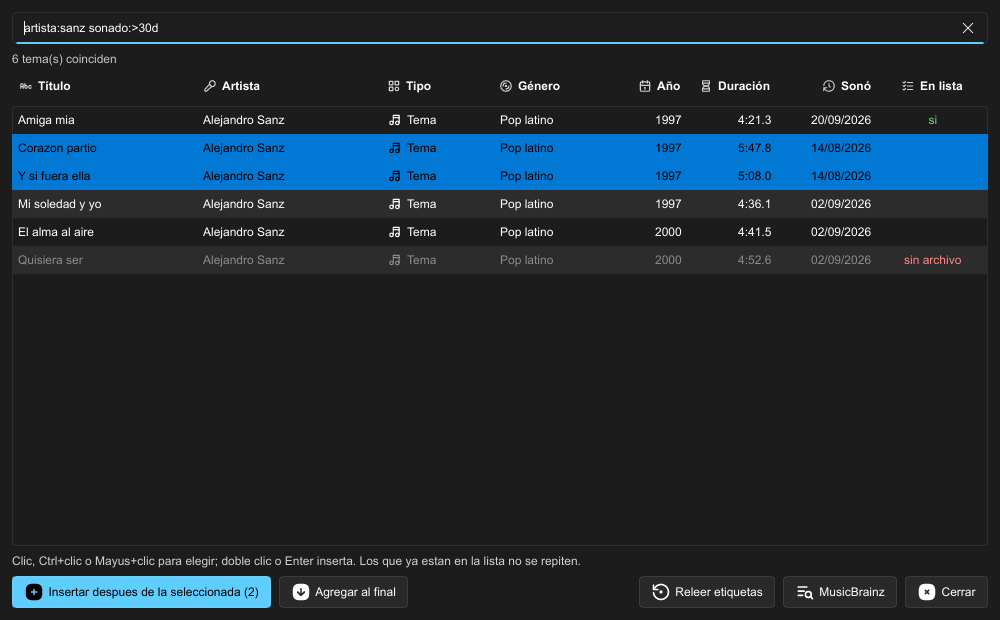 artista:sanz sonado:>30d
6 tema(s) coinciden
Abc Título Artista Tipo Género Año Duración Sonó En lista
Amiga mia Alejandro Sanz Tema Pop latino 1997 4:21.3 20/09/2026 si
Corazon partio Alejandro Sanz Tema Pop latino 1997 5:47.8 14/08/2026
Y si fuera ella Alejandro Sanz Tema Pop latino 1997 5:08.0 14/08/2026
Mi soledad y yo Alejandro Sanz Tema Pop latino 1997 4:36.1 02/09/2026
El alma al aire Alejandro Sanz Tema Pop latino 2000 4:41.5 02/09/2026
Quisiera ser Alejandro Sanz Tema Pop latino 2000 4:52.6 02/09/2026 sin archivo
Clic, Ctrl+clic o Mayus+clic para elegir; doble clic o Enter inserta. Los que ya estan en la lista no se repiten.
Insertar despues de la seleccionada (2) Agregar al final Releer etiquetas MusicBrainz Cerrar